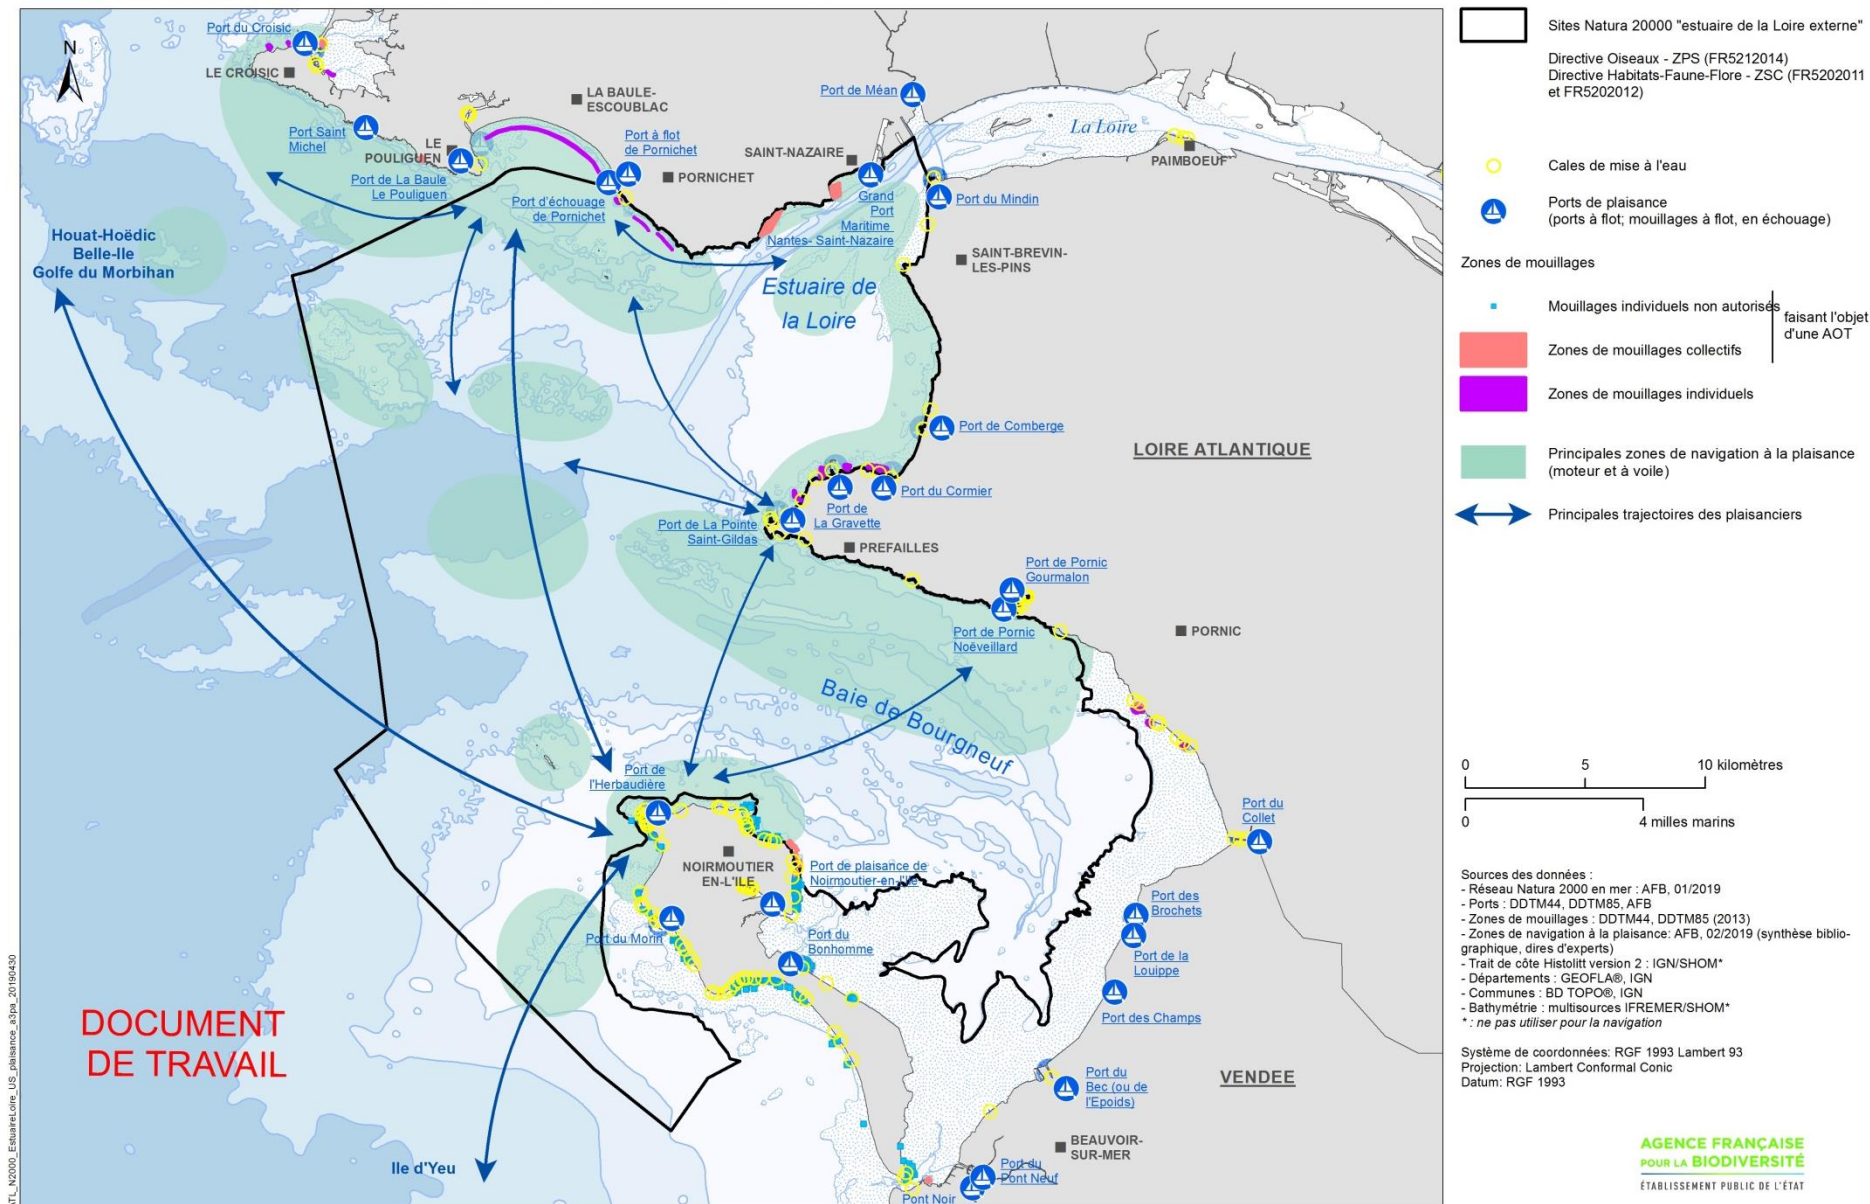 Port du Croisic
N
LE CROISIC
LA BAULE-
ESCOUBLAC
Port de Méan
Port Saint
Michel
LE
POULIGUEN
Port à flot
de Pornichet
La Loire
SAINT-NAZAIRE
PAIMBOEUF
Port de La Baule
Le Pouliguen
PORNICHET
Port d'échouage
de Pornichet
Grand
Port
Maritime
Nantes- Saint-Nazaire
Port du Mindin
Houat-Hoëdic
Belle-Ile
Golfe du Morbihan
SAINT-BREVIN-
LES-PINS
Estuaire de
la Loire
Port de Comberge
LOIRE ATLANTIQUE
Port du Cormier
Port de
La Gravette
Port de La Pointe
Saint-Gildas
PREFAILLES
Port de Pornic
Gourmalon
Port de Pornic
Noëveillard
PORNIC
Baie de Bourgneuf
Port de
l'Herbaudière
Port du
Collet
NOIRMOUTIER
EN-L'ILE
Port de plaisance de
Noirmoutier-en-l'Ile
Port des
Brochets
Port du Morin
Port du
Bonhomme
Port de la
Louippe
Port des Champs
DOCUMENT
DE TRAVAIL
Port du
Bec (ou de
l'Epoids)
VENDEE
BEAUVOIR-
SUR-MER
Ile d'Yeu
Port du
Pont Neuf
Pont Noir
ATL_N2000_EstuaireLoire_US_plaisance_a3pa_20190430
Sites Natura 20000 "estuaire de la Loire externe"
Directive Oiseaux - ZPS (FR5212014)
Directive Habitats-Faune-Flore - ZSC (FR5202011
et FR5202012)
Cales de mise à l'eau
Ports de plaisance
(ports à flot; mouillages à flot, en échouage)
Zones de mouillages
Mouillages individuels non autorisés
faisant l'objet
d'une AOT
Zones de mouillages collectifs
Zones de mouillages individuels
Principales zones de navigation à la plaisance
(moteur et à voile)
Principales trajectoires des plaisanciers
0 5 10 kilomètres
0 4 milles marins
Sources des données :
- Réseau Natura 2000 en mer : AFB, 01/2019
- Ports : DDTM44, DDTM85, AFB
- Zones de mouillages : DDTM44, DDTM85 (2013)
- Zones de navigation à la plaisance: AFB, 02/2019 (synthèse biblio-
graphique, dires d'experts)
- Trait de côte Histolitt version 2 : IGN/SHOM*
- Départements : GEOFLA®, IGN
- Communes : BD TOPO®, IGN
- Bathymétrie : multisources IFREMER/SHOM*
* : ne pas utiliser pour la navigation
Système de coordonnées: RGF 1993 Lambert 93
Projection: Lambert Conformal Conic
Datum: RGF 1993
AGENCE FRANÇAISE
POUR LA BIODIVERSITÉ
ÉTABLISSEMENT PUBLIC DE L'ÉTAT